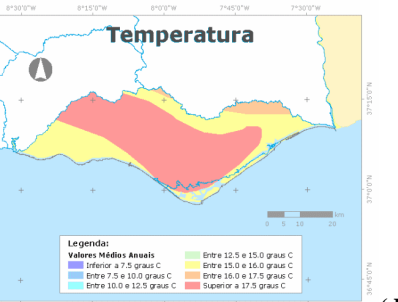 8°30'0"W 8°15'0"W 8°0'0"W 7°45'0"W 7°30'0"W
Temperatura
37°15'0"N
37°0'0"N
36°45'0"N
0 5 10 20 km
Legenda:
Valores Médios Anuais
Inferior a 7.5 graus C
Entre 7.5 e 10.0 graus C
Entre 10.0 e 12.5 graus C
Entre 12.5 e 15.0 graus C
Entre 15.0 e 16.0 graus C
Entre 16.0 e 17.5 graus C
Superior a 17.5 graus C